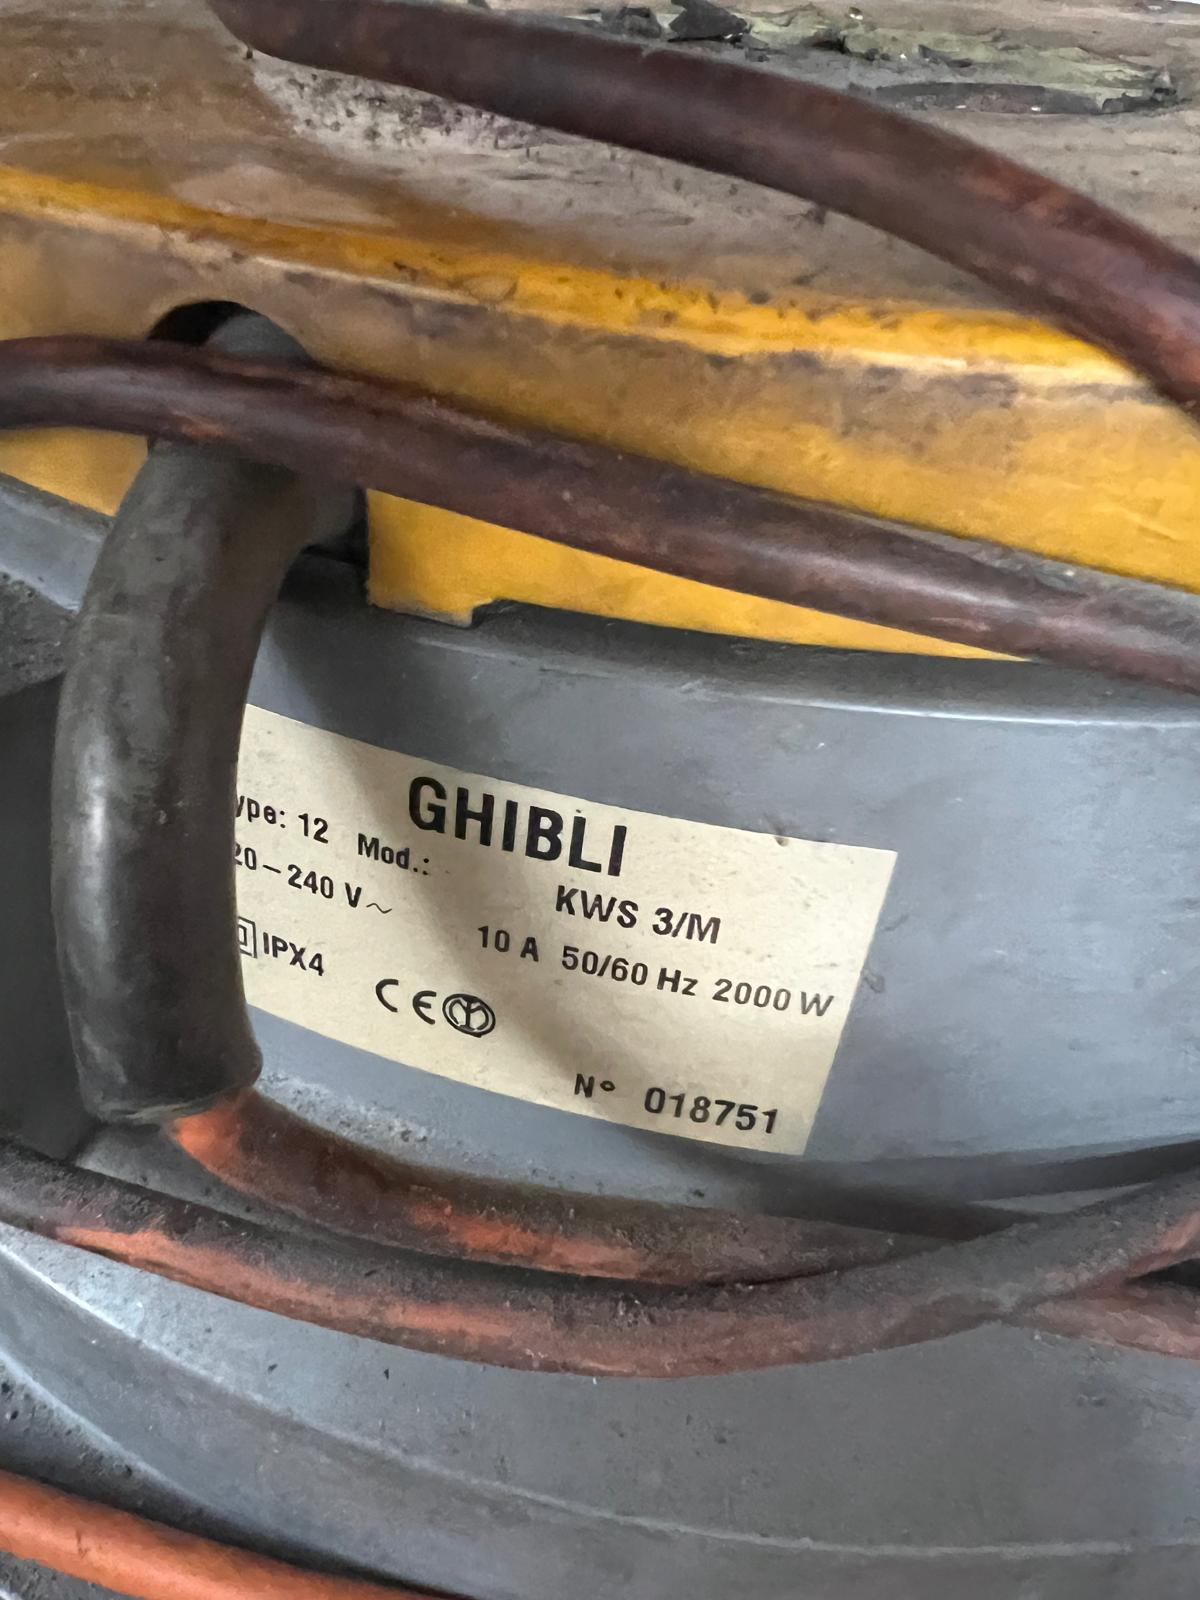 GHIBLI
ype: 12 Mod.: KWS 3/M
20-240 V~ 10 A 50/60 Hz 2000 W
IPX4
CE
N° 018751